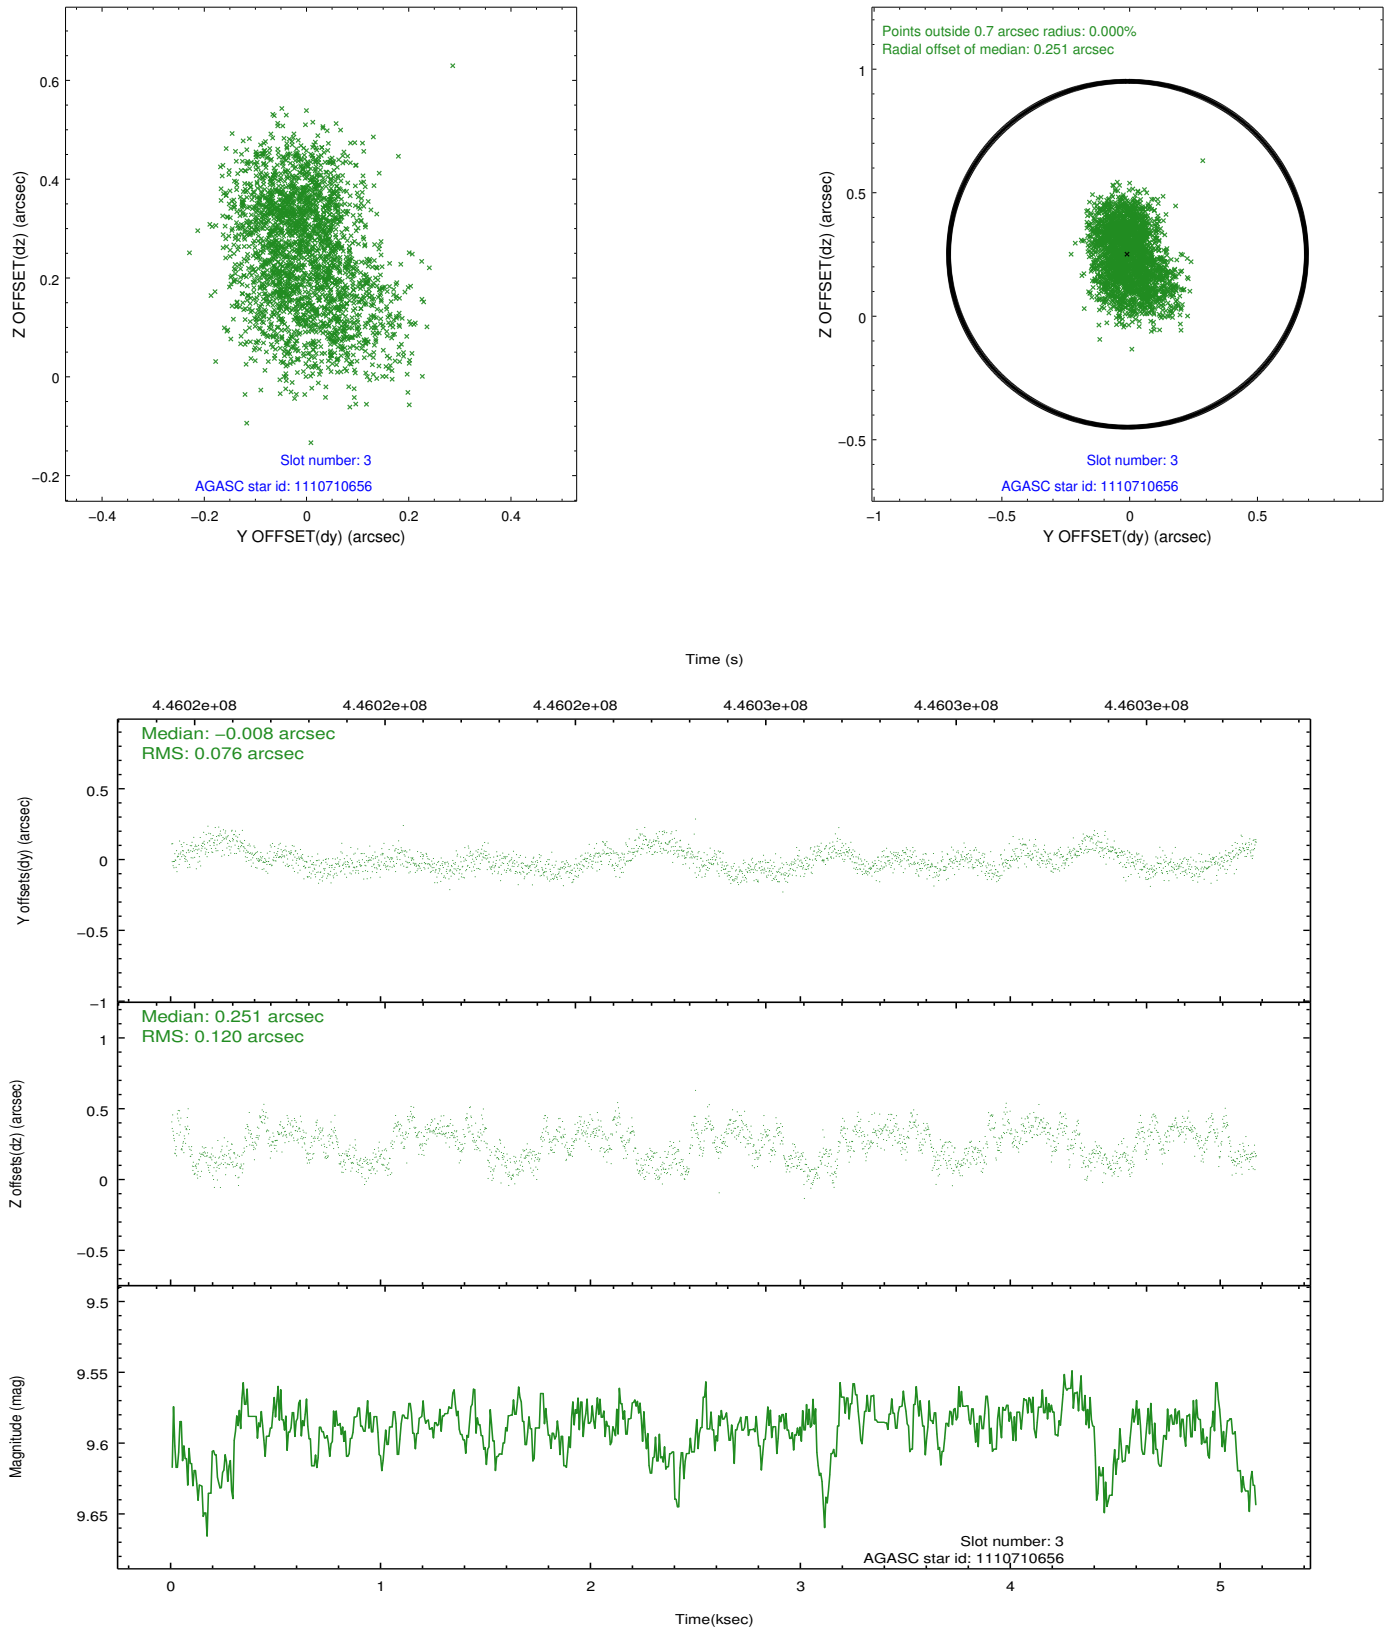 0.6
0.4
0.2
0
−0.2
−0.4
−0.2
0
0.2
0.4
Z OFFSET(dz) (arcsec)
Y OFFSET(dy) (arcsec)
Slot number: 3
AGASC star id: 1110710656
Points outside 0.7 arcsec radius: 0.000%
Radial offset of median: 0.251 arcsec
1
0.5
0
−0.5
−1
−0.5
0
0.5
Z OFFSET(dz) (arcsec)
Y OFFSET(dy) (arcsec)
Slot number: 3
AGASC star id: 1110710656
Time (s)
4.4602e+08 4.4602e+08 4.4602e+08 4.4603e+08 4.4603e+08 4.4603e+08
Median: −0.008 arcsec
RMS: 0.076 arcsec
0.5
0
−0.5
−1
Y offsets(dy) (arcsec)
Median: 0.251 arcsec
RMS: 0.120 arcsec
1
0.5
0
−0.5
Z offsets(dz) (arcsec)
9.5
9.55
9.6
9.65
Magnitude (mag)
Slot number: 3
AGASC star id: 1110710656
0 1 2 3 4 5
Time(ksec)